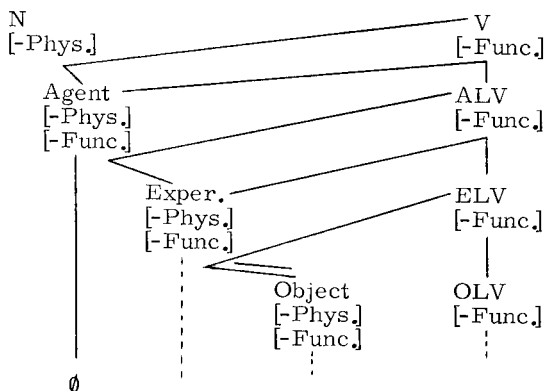 N V
[-Phys.] [-Func.]
Agent ALV
[-Phys.] [-Func.]
[-Func.]
Exper. ELV
[-Phys.] [-Func.]
[-Func.]
Object OLV
[-Phys.] [-Func.]
[-Func.]
ø